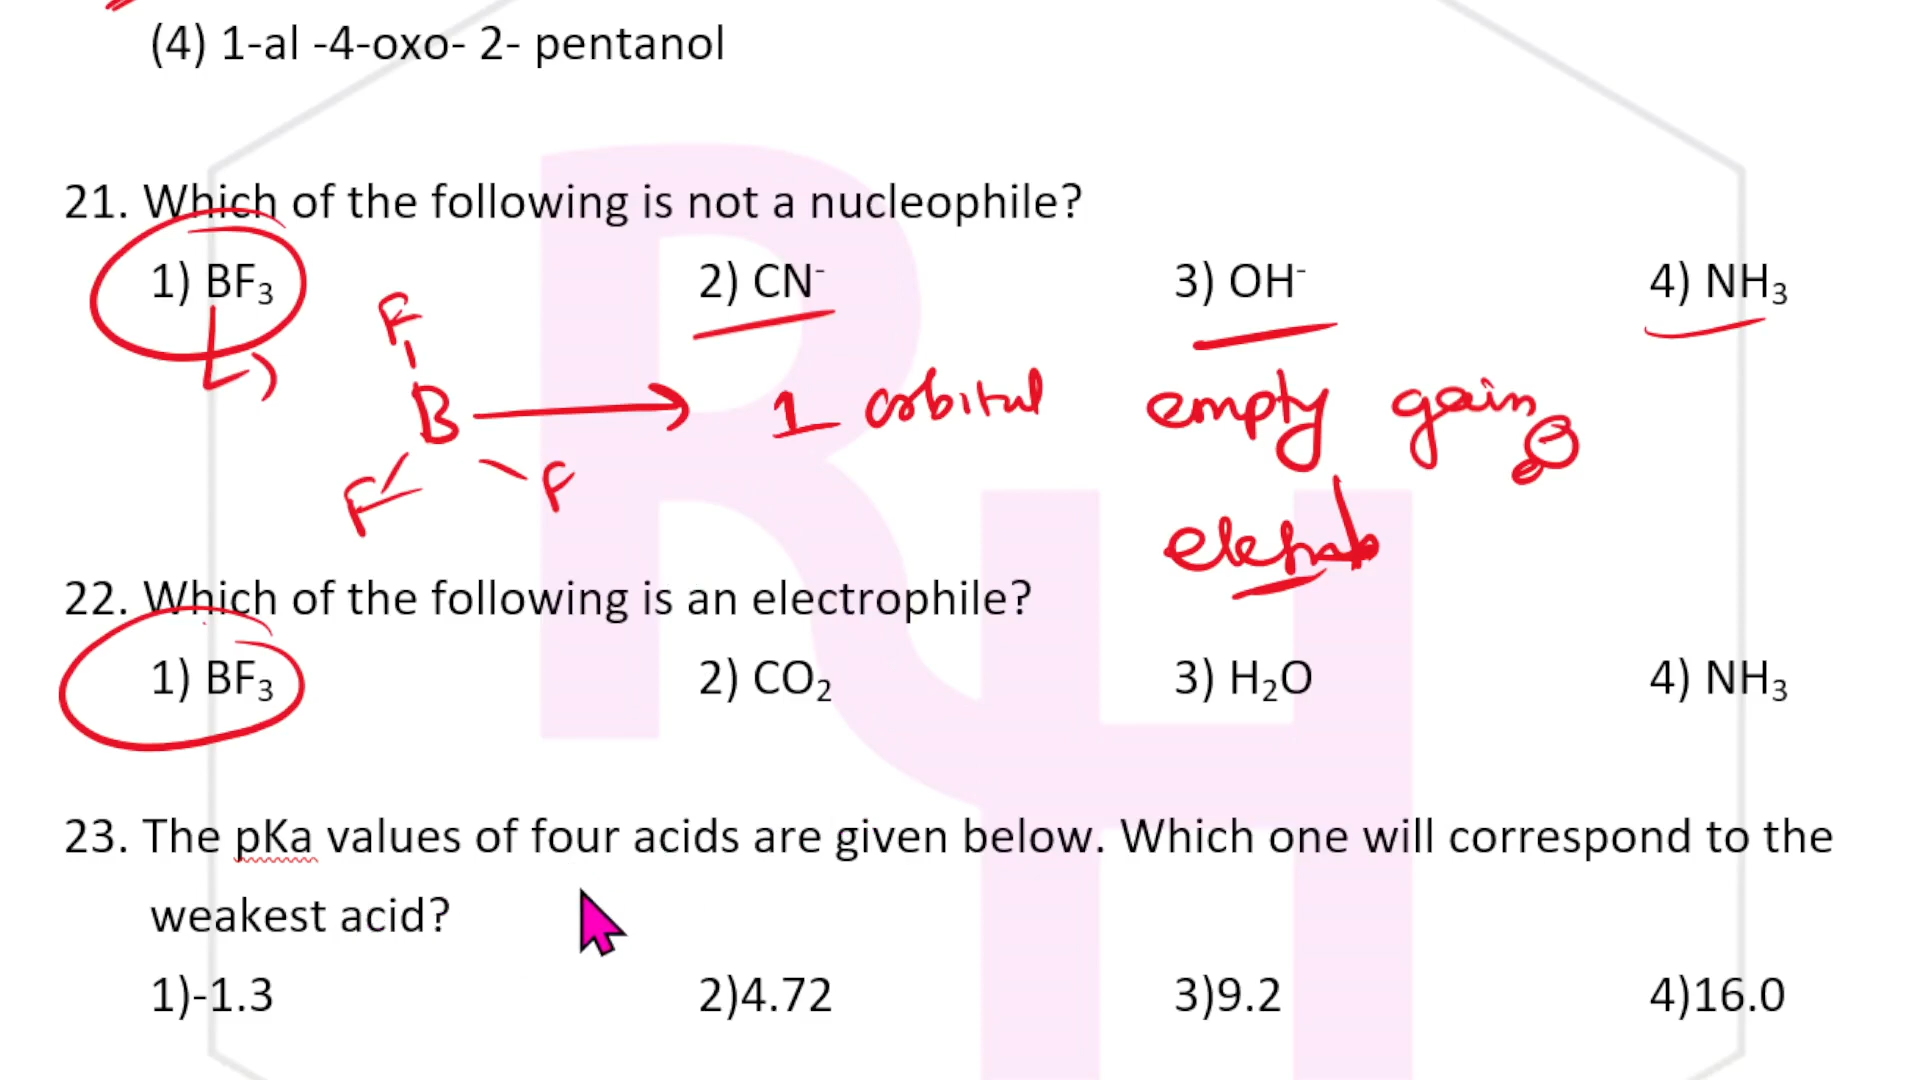 (4) 1-al -4-oxo- 2- pentanol
21. Which of the following is not a nucleophile?
1) BF₃ 2) CN⁻ 3) OH⁻ 4) NH₃
F
B → 1 orbital empty gain
F F
22. Which of the following is an electrophile?
1) BF₃ 2) CO₂ 3) H₂O 4) NH₃
23. The pKa values of four acids are given below. Which one will correspond to the
weakest acid?
1)-1.3 2)4.72 3)9.2 4)16.0
RH